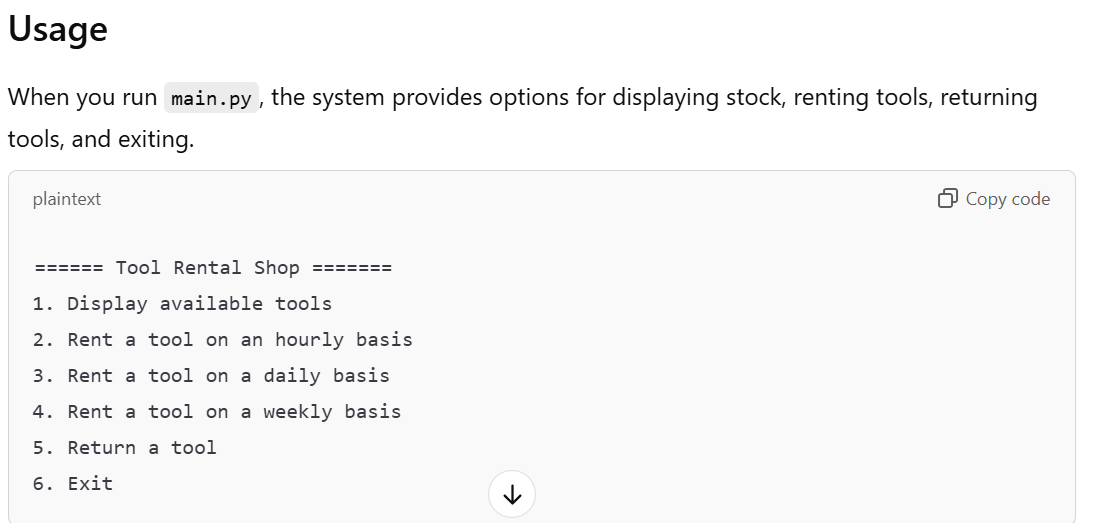 Usage
When you run main.py, the system provides options for displaying stock, renting tools, returning
tools, and exiting.
plaintext
Copy code
====== Tool Rental Shop =======
1. Display available tools
2. Rent a tool on an hourly basis
3. Rent a tool on a daily basis
4. Rent a tool on a weekly basis
5. Return a tool
6. Exit